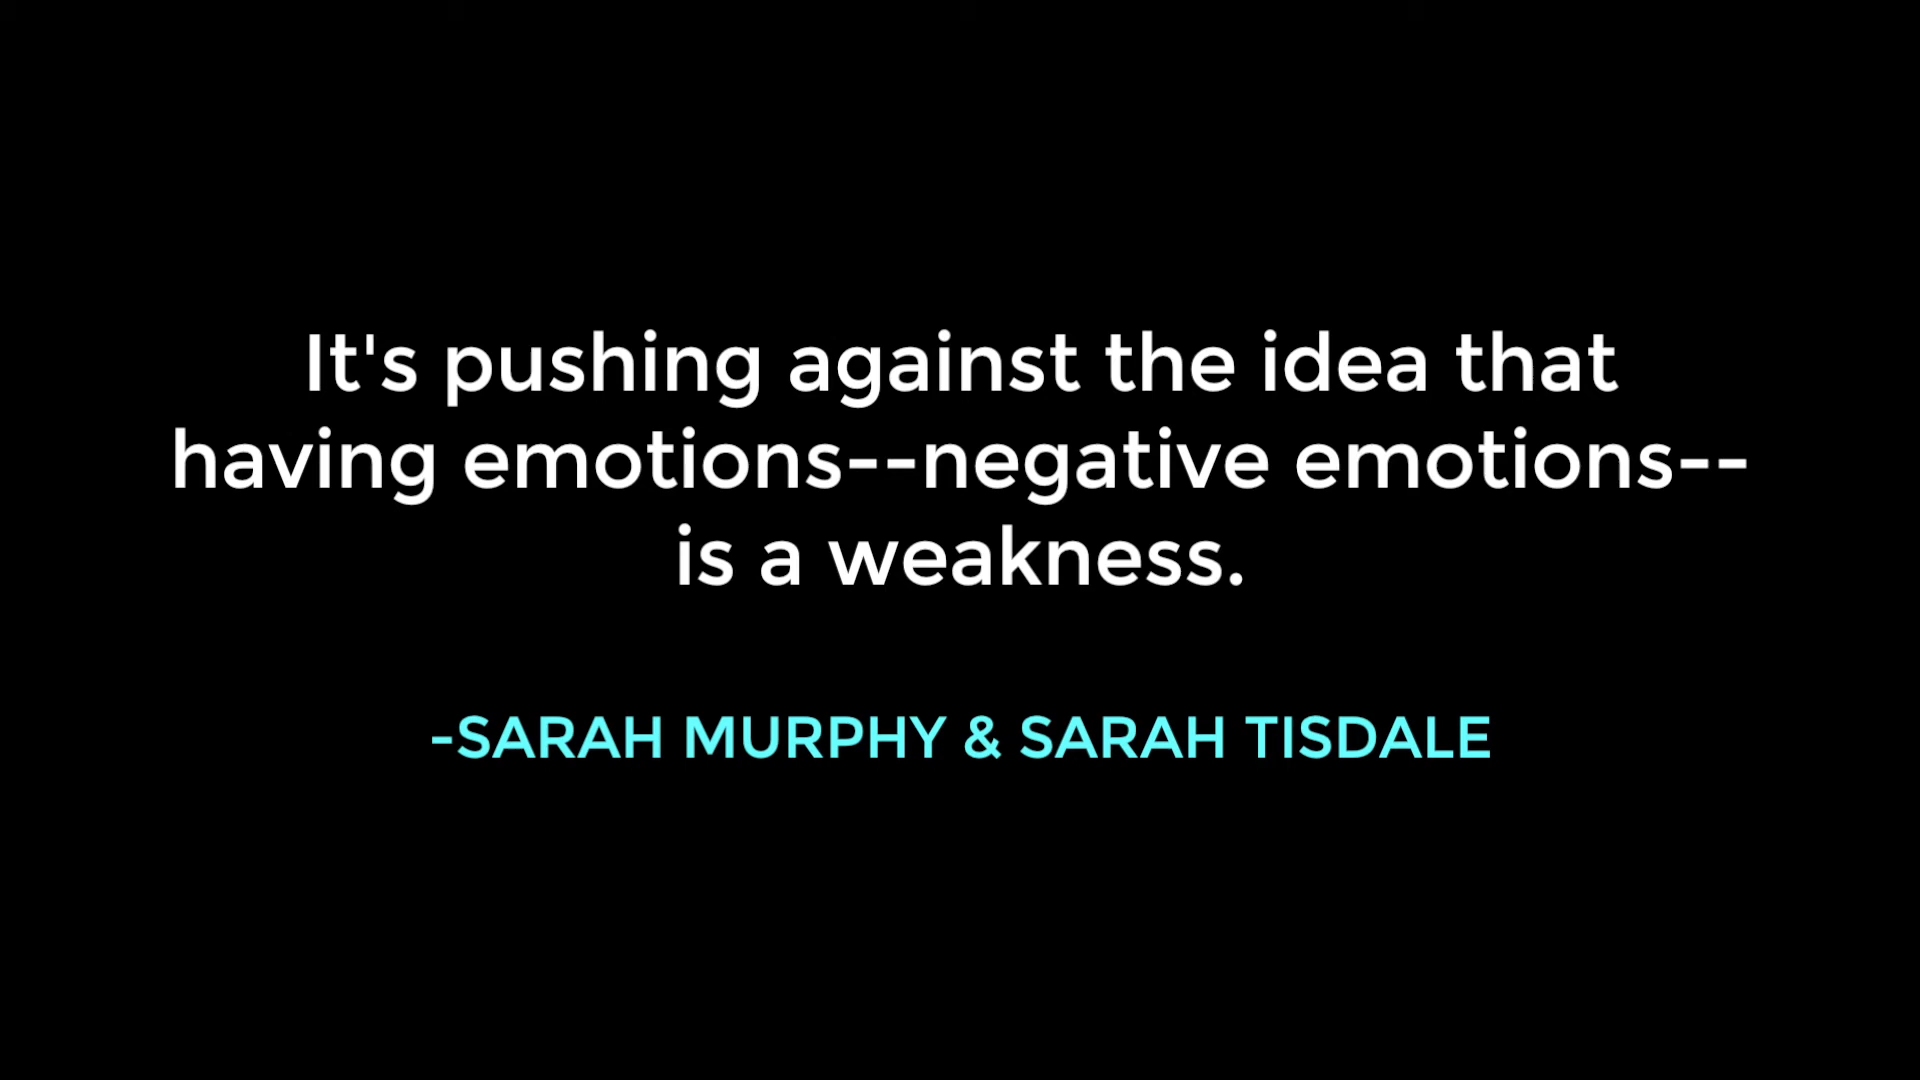 It's pushing against the idea that
having emotions--negative emotions--
is a weakness.
-SARAH MURPHY & SARAH TISDALE